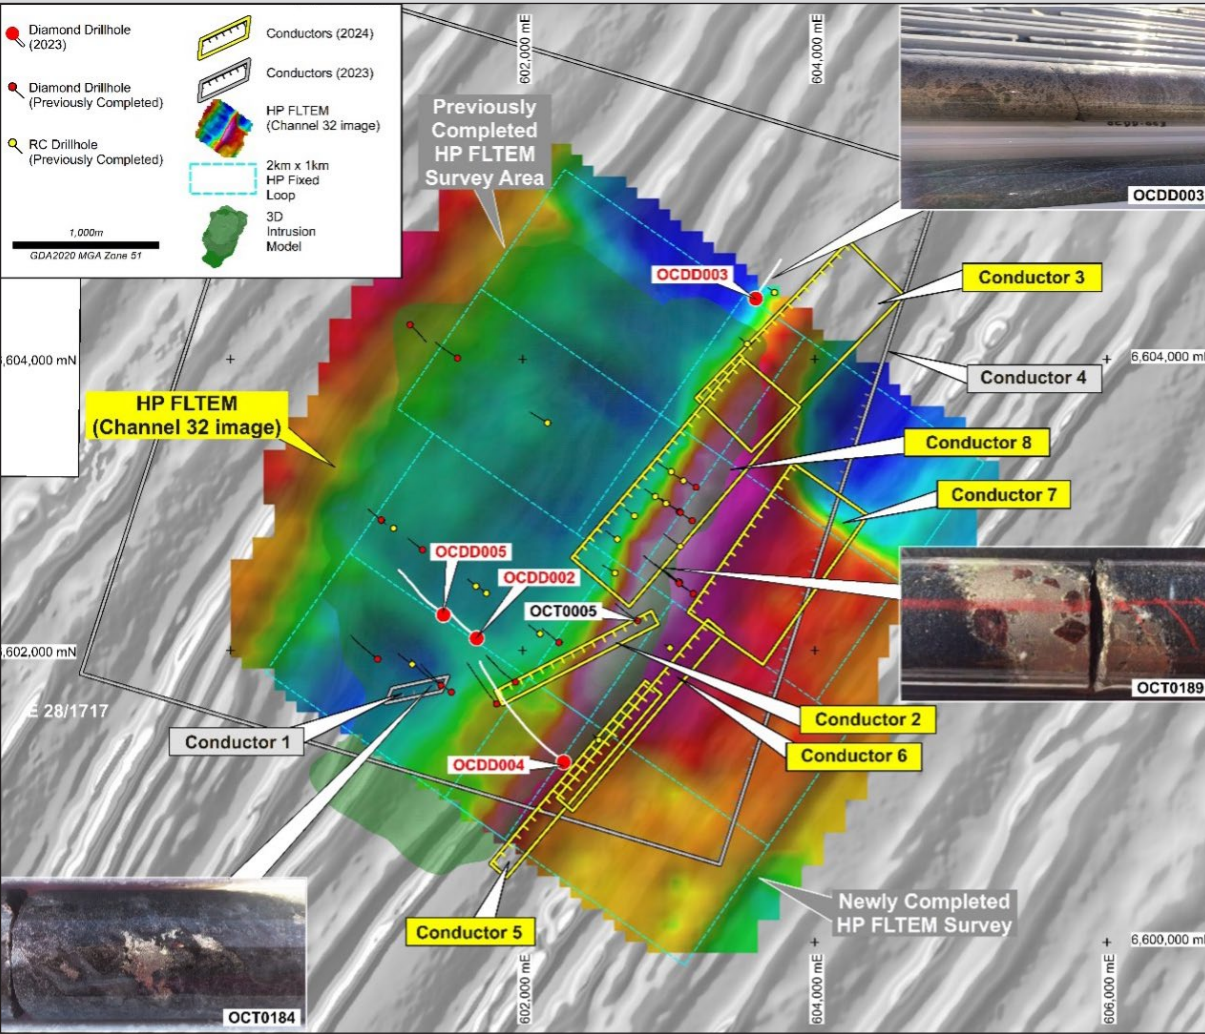 Diamond Drillhole
(2023)
Diamond Drillhole
(Previously Completed)
RC Drillhole
(Previously Completed)
1,000m
GDA2020 MGA Zone 51
Conductors (2024)
Conductors (2023)
HP FLTEM
(Channel 32 image)
2km x 1km
HP Fixed
Loop
3D
Intrusion
Model
602,000 mE
604,000 mE
Previously
Completed
HP FLTEM
Survey Area
OCDD003
OCDD003
Conductor 3
6,604,000 mN
Conductor 4
HP FLTEM
(Channel 32 image)
Conductor 8
Conductor 7
OCDD005
OCDD002
OCT0005
6,602,000 mN
OCT0189
E 28/1717
Conductor 1
Conductor 2
Conductor 6
OCDD004
Conductor 5
Newly Completed
HP FLTEM Survey
OCT0184
602,000 mE
604,000 mE
606,000 mE
6,600,000 mN